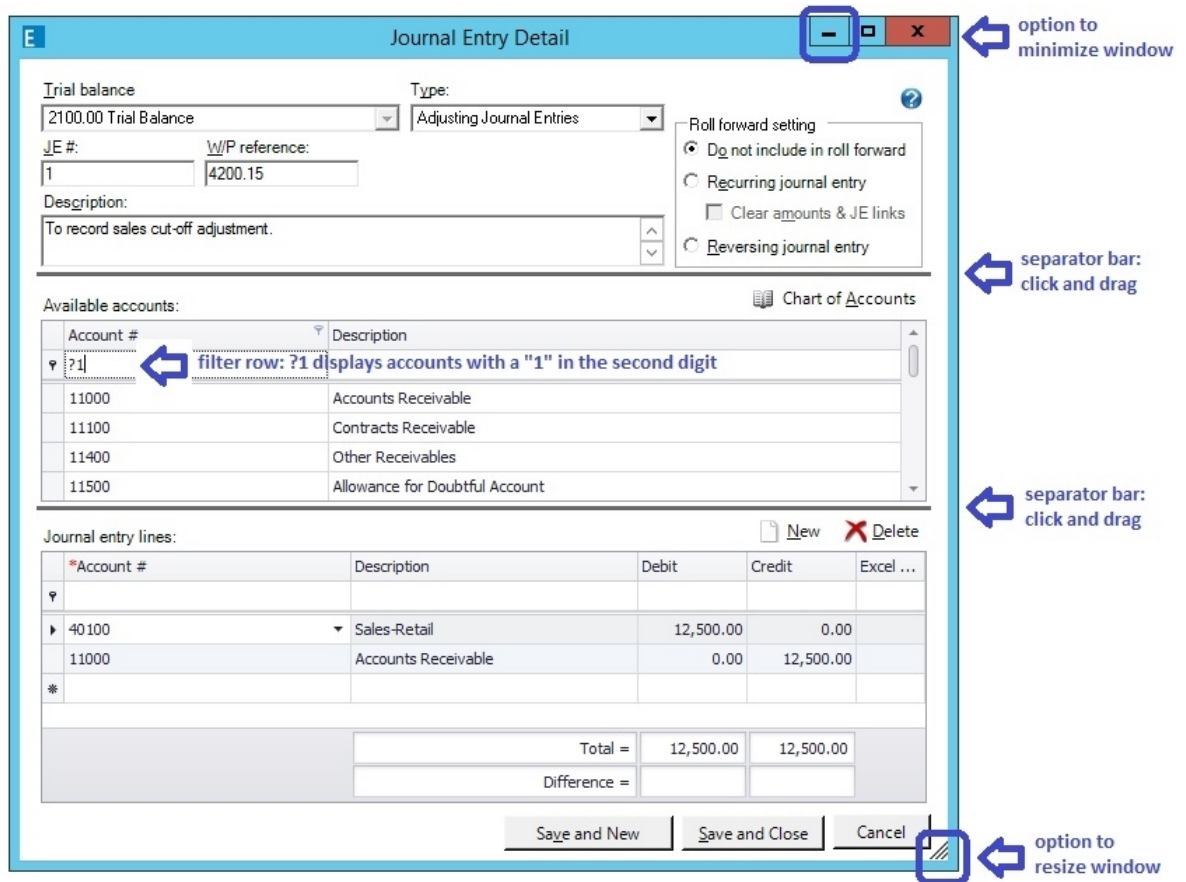 E
Journal Entry Detail
option to
minimize window
Trial balance
Type:
2100.00 Trial Balance
Adjusting Journal Entries
Roll forward setting
JE #:
W/P reference:
Do not include in roll forward
1
4200.15
Recurring journal entry
Description:
Clear amounts & JE links
To record sales cut-off adjustment.
Reversing journal entry
separator bar:
click and drag
Available accounts:
Chart of Accounts
Account #
Description
?1
filter row: ?1 displays accounts with a "1" in the second digit
11000 Accounts Receivable
11100 Contracts Receivable
11400 Other Receivables
11500 Allowance for Doubtful Account
separator bar:
click and drag
Journal entry lines:
New
Delete
*Account # Description Debit Credit Excel ...
40100 Sales-Retail 12,500.00 0.00
11000 Accounts Receivable 0.00 12,500.00
Total = 12,500.00 12,500.00
Difference =
Save and New
Save and Close
Cancel
option to
resize window